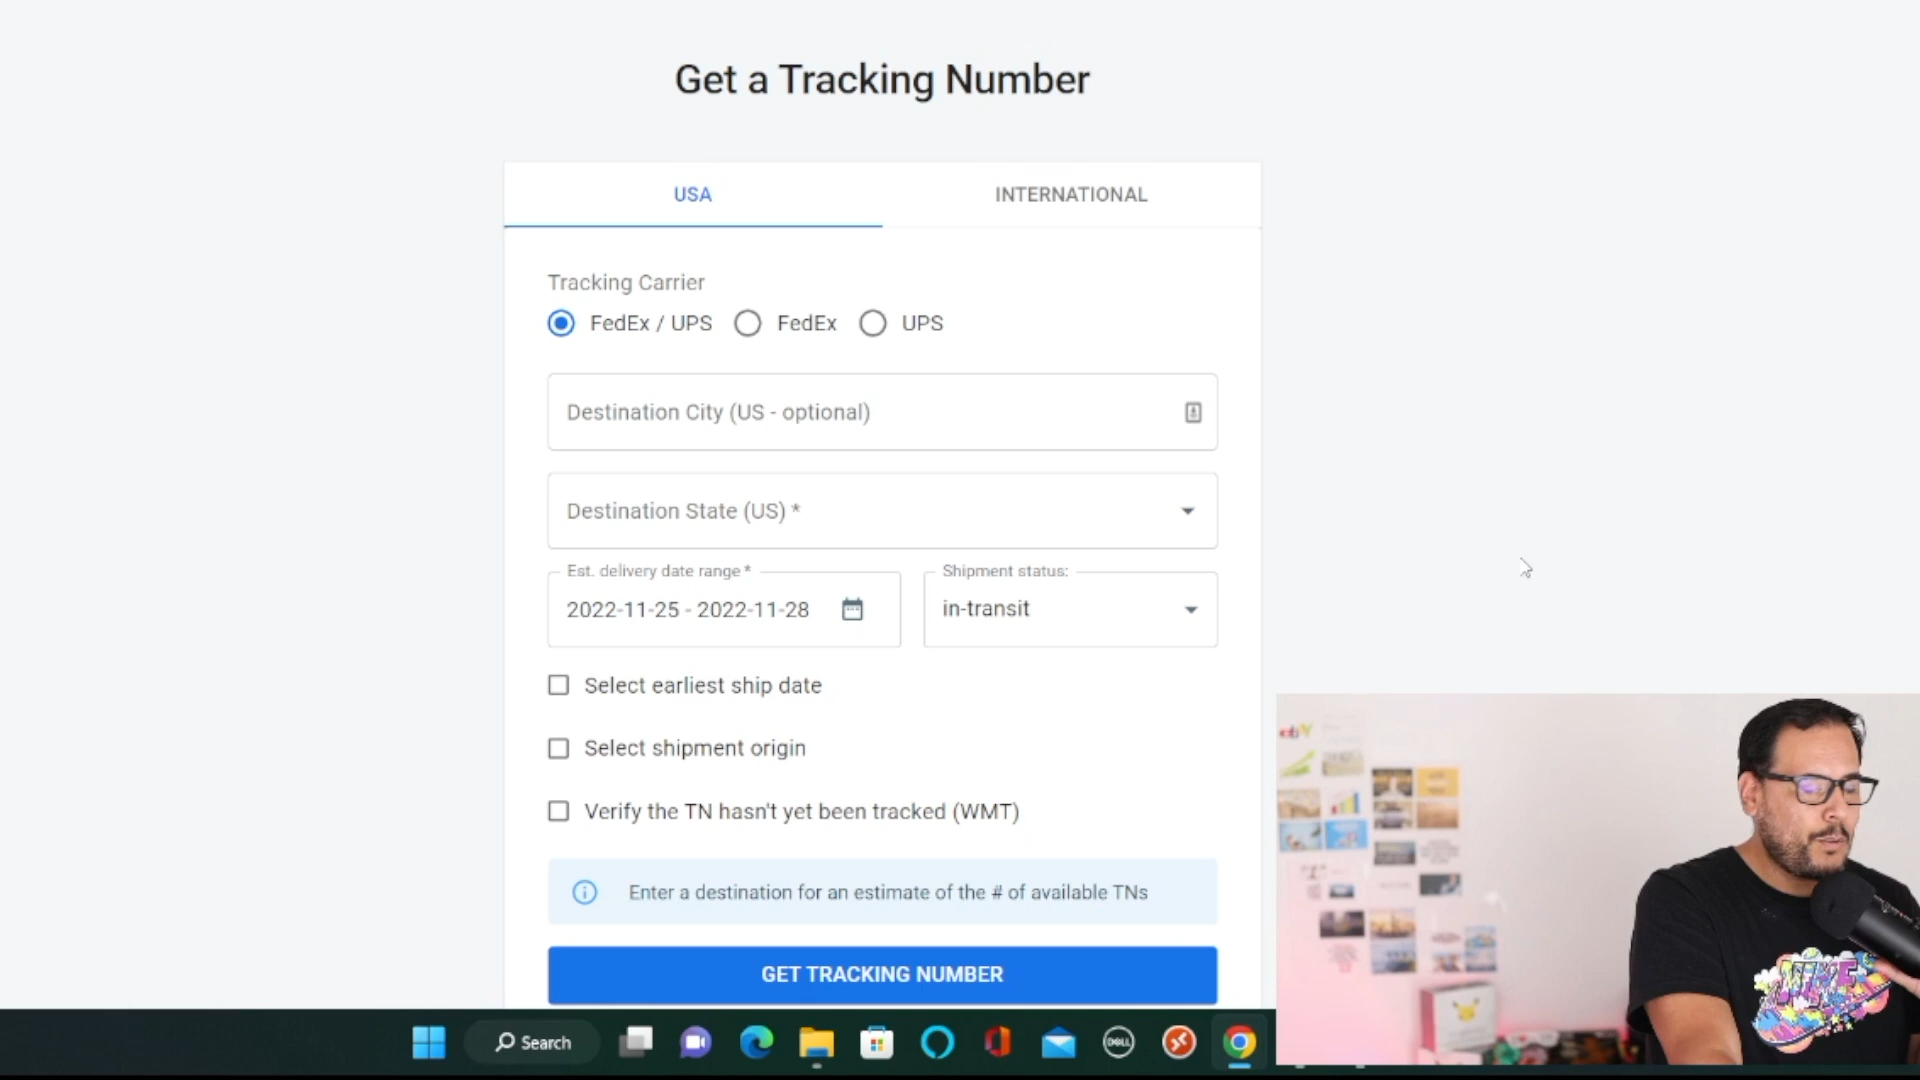 Get a Tracking Number
USA
INTERNATIONAL
Tracking Carrier
FedEx / UPS
FedEx
UPS
Destination City (US - optional)
Destination State (US) *
Est. delivery date range *
2022-11-25 - 2022-11-28
Shipment status:
in-transit
Select earliest ship date
Select shipment origin
Verify the TN hasn't yet been tracked (WMT)
Enter a destination for an estimate of the # of available TNs
GET TRACKING NUMBER
Search
DELL
ebay